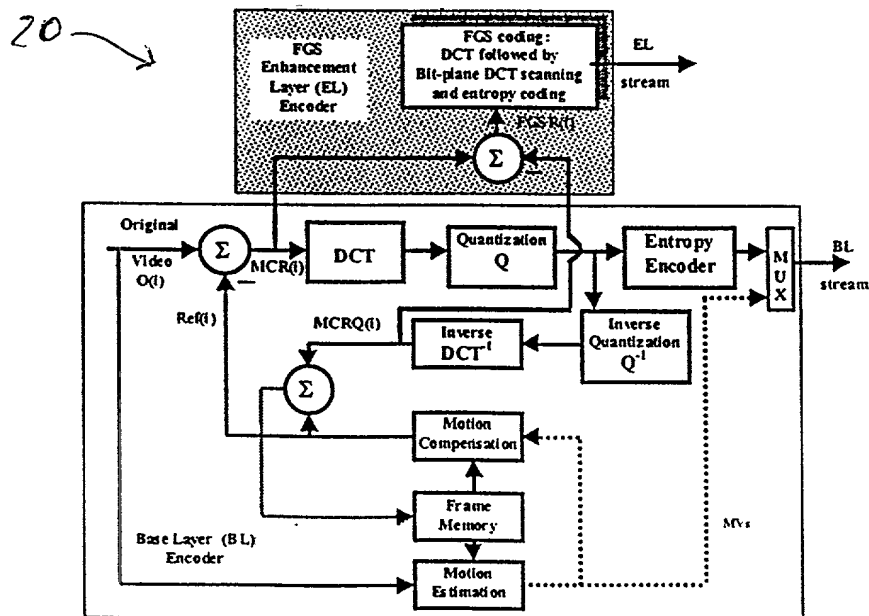 20
FGS
Enhancement
Layer (EL)
Encoder
FGS coding:
DCT followed by
Bit-plane DCT scanning
and entropy coding
EL
stream
FGSR(i)
Σ
Original
Video
O(i)
Σ
MCR(i)
DCT
Quantization
Q
Entropy
Encoder
MUX
BL
stream
Ref(i)
MCRQ(i)
Inverse
DCT⁻¹
Inverse
Quantization
Q⁻¹
Σ
Motion
Compensation
Frame
Memory
MVs
Base Layer (BL)
Encoder
Motion
Estimation